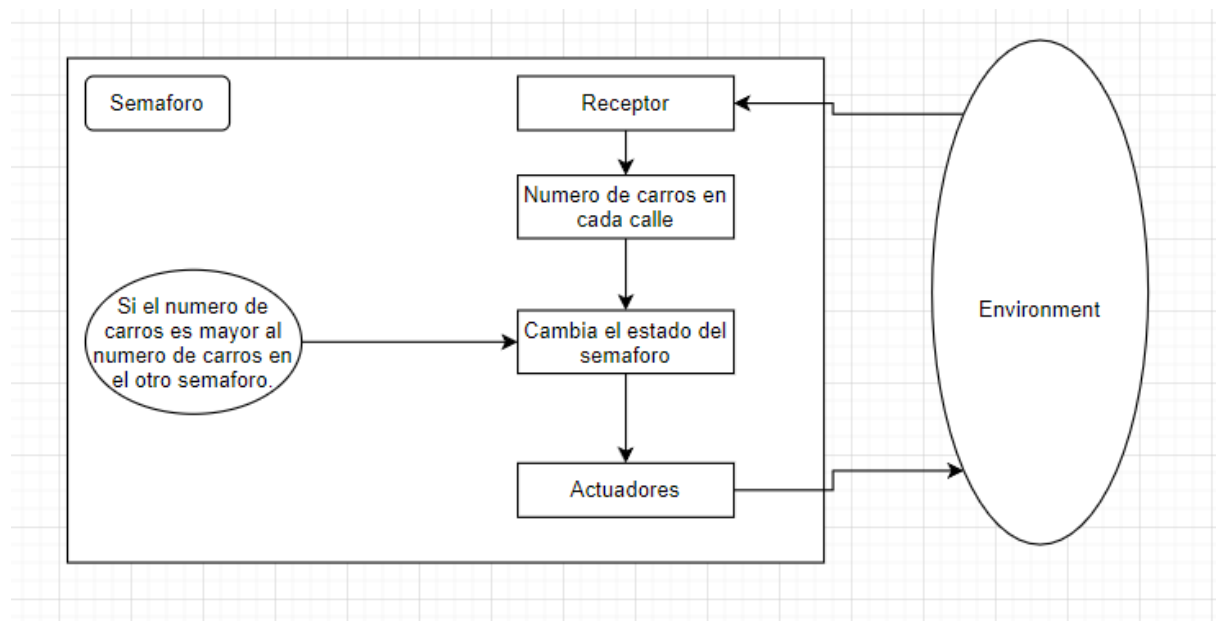 Semaforo
Receptor
Numero de carros en
cada calle
Si el numero de
carros es mayor al
numero de carros en
el otro semaforo.
Cambia el estado del
semaforo
Environment
Actuadores